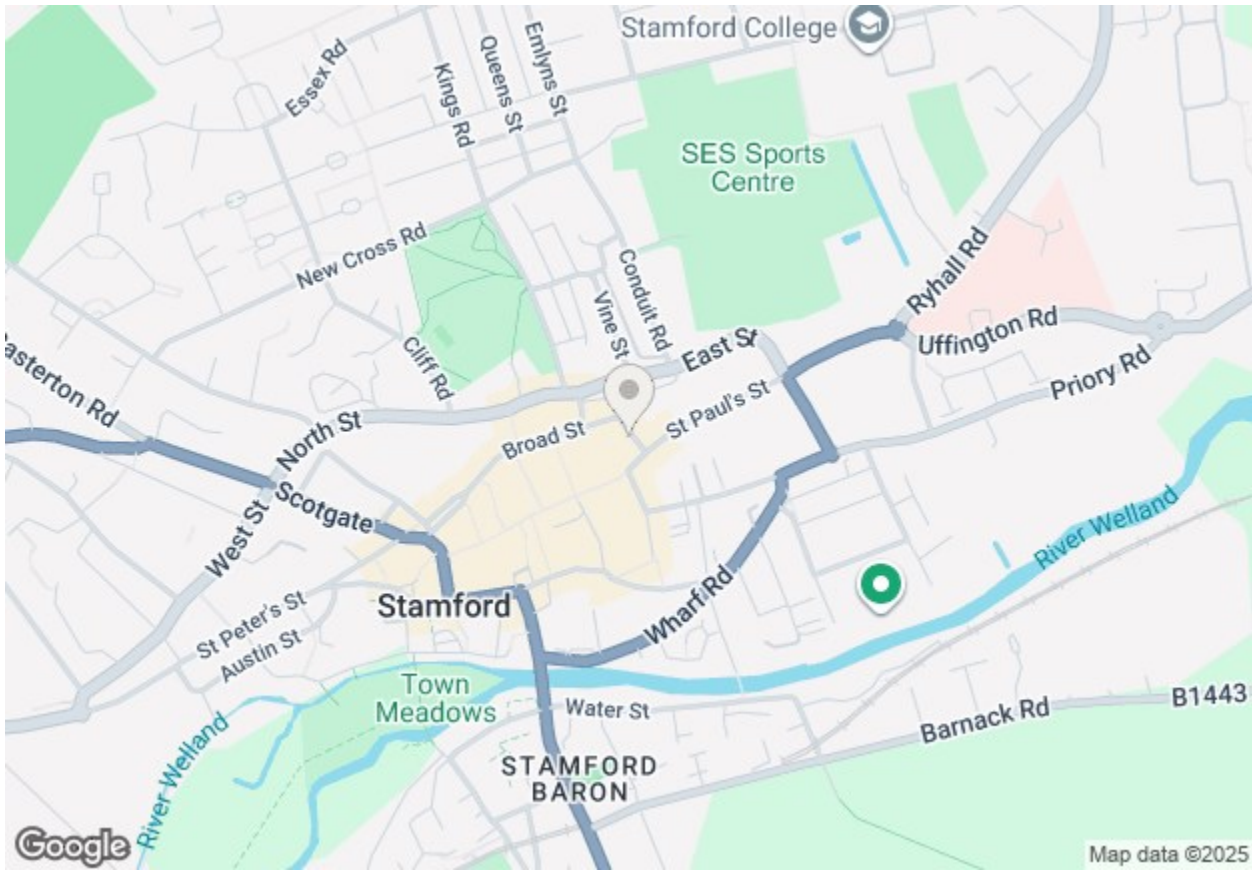 Stamford College
Essex Rd
Kings Rd
Queens St
Emlyns St
SES Sports
Centre
New Cross Rd
Conduit Rd
Vine St
Ryhall Rd
Uffington Rd
Priory Rd
East St
Cliff Rd
Casterton Rd
North St
Broad St
St Paul's St
Scotgate
West St
River Welland
Stamford
Wharf Rd
St Peter's St
Austin St
Town
Meadows
Water St
Barnack Rd
B1443
River Welland
STAMFORD
BARON
Google
Map data ©2025